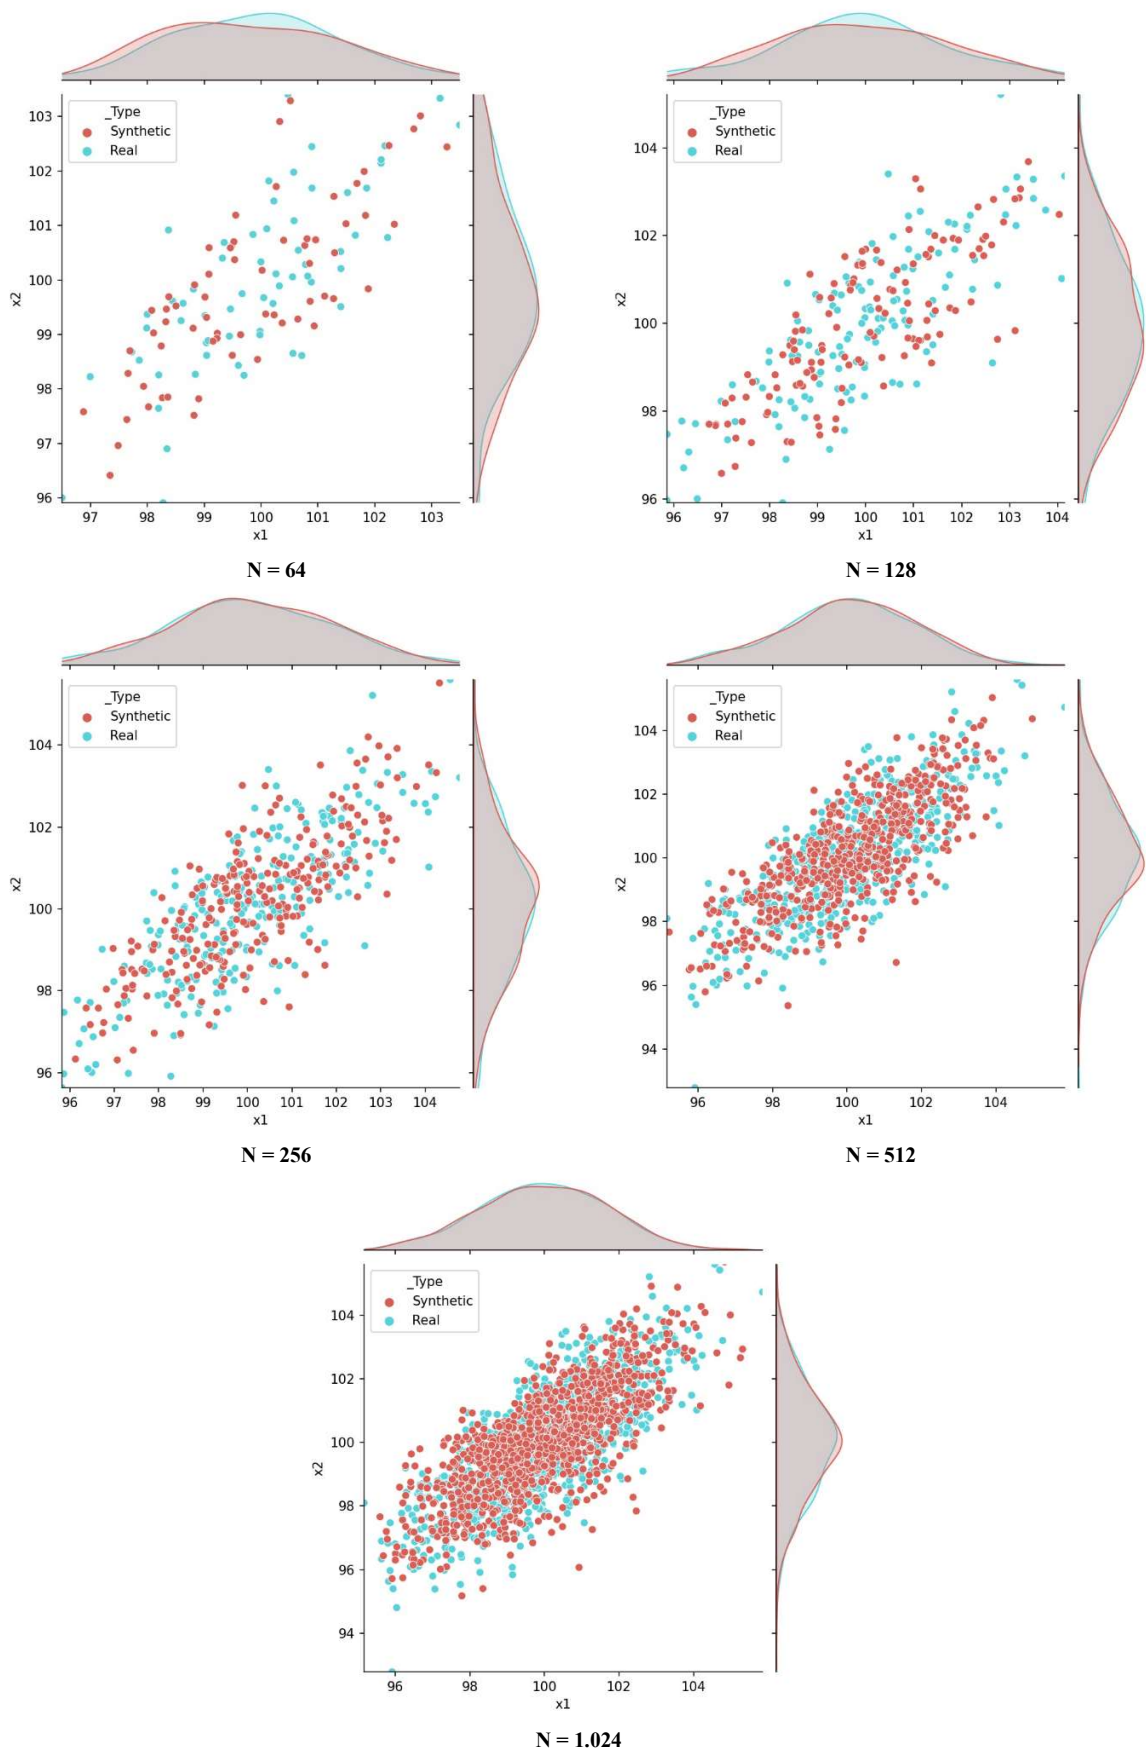 _Type
Synthetic
Real
103
102
101
100
99
98
97
96
x2
97 98 99 100 101 102 103
x1
N = 64
_Type
Synthetic
Real
104
102
100
98
96
x2
96 97 98 99 100 101 102 103 104
x1
N = 128
_Type
Synthetic
Real
104
102
100
98
96
x2
96 97 98 99 100 101 102 103 104
x1
N = 256
_Type
Synthetic
Real
104
102
100
98
96
94
x2
96 98 100 102 104
x1
N = 512
_Type
Synthetic
Real
104
102
100
98
96
94
x2
96 98 100 102 104
x1
N = 1.024